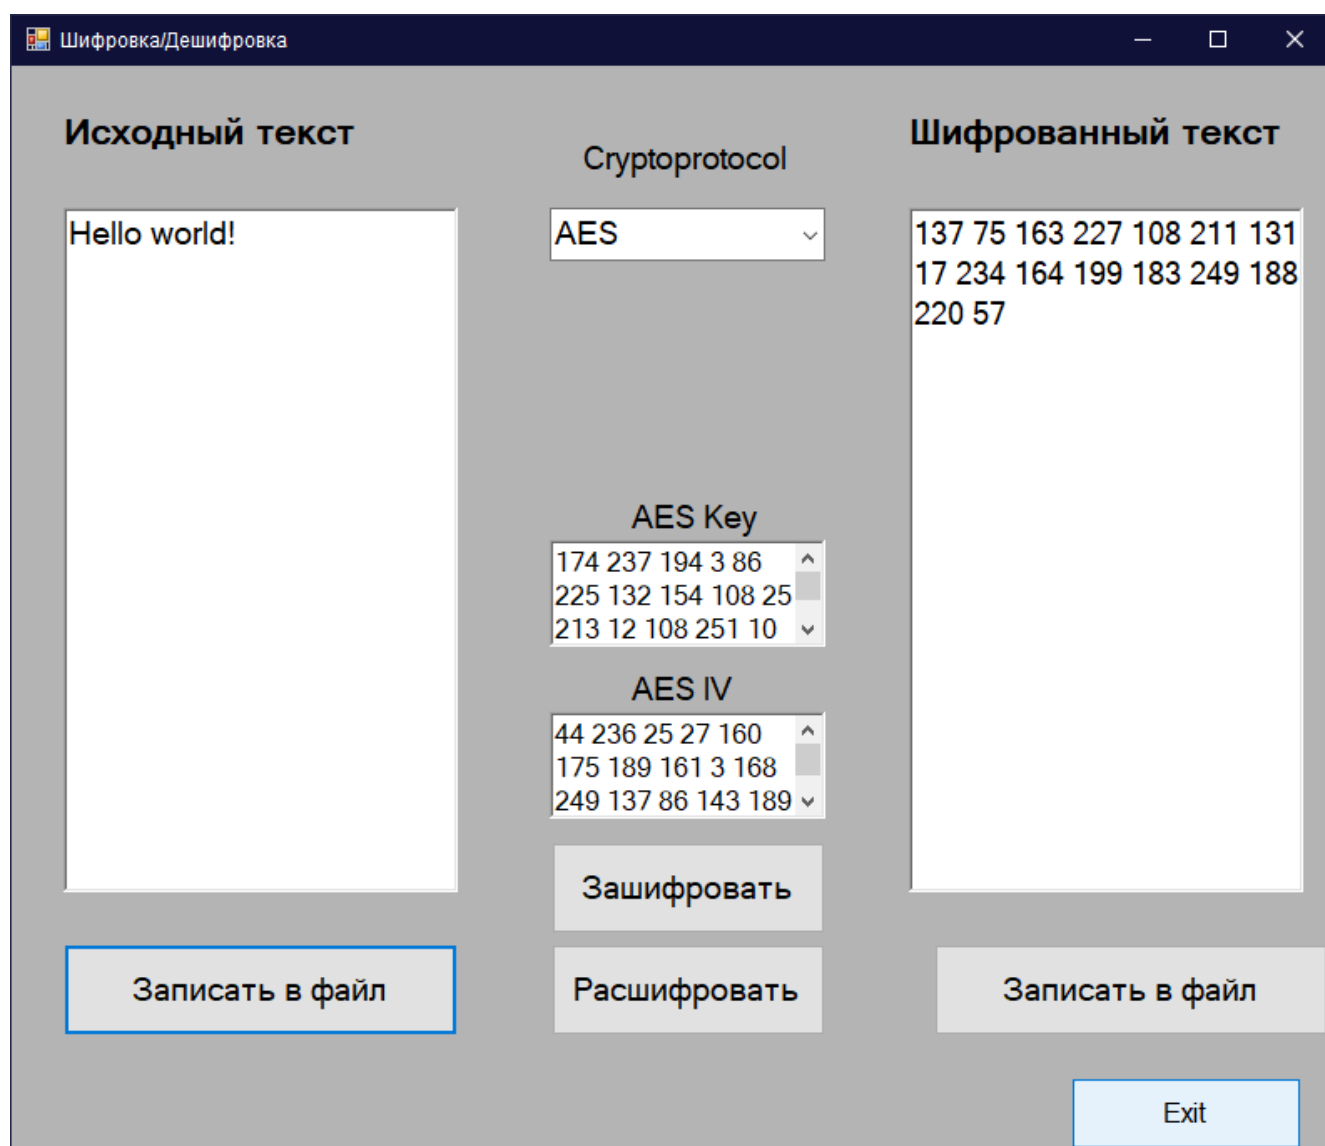 Шифровка/Дешифровка
Исходный текст
Hello world!
Записать в файл
Cryptoprotocol
AES
AES Key
174 237 194 3 86
225 132 154 108 25
213 12 108 251 10
AES IV
44 236 25 27 160
175 189 161 3 168
249 137 86 143 189
Зашифровать
Расшифровать
Шифрованный текст
137 75 163 227 108 211 131
17 234 164 199 183 249 188
220 57
Записать в файл
Exit